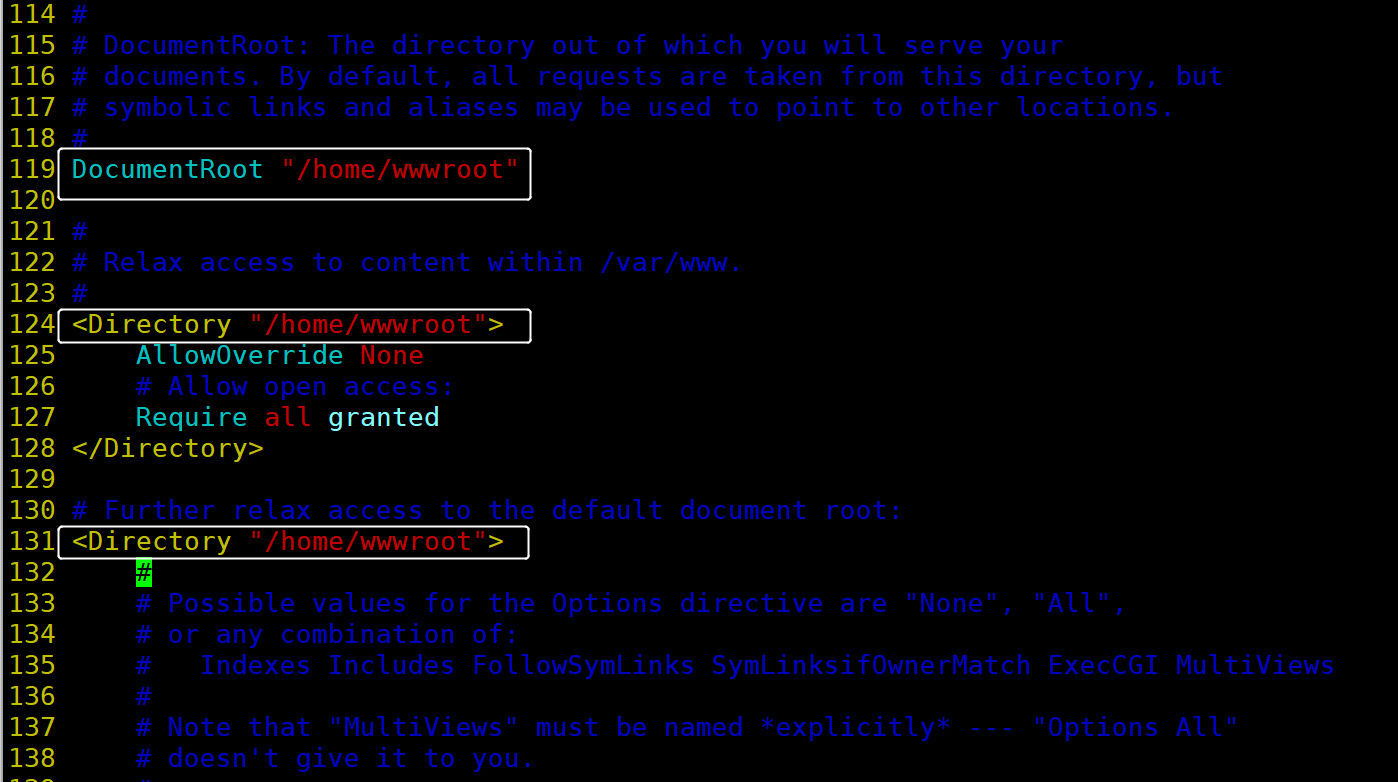 114 #
115 # DocumentRoot: The directory out of which you will serve your
116 # documents. By default, all requests are taken from this directory, but
117 # symbolic links and aliases may be used to point to other locations.
118 #
119 DocumentRoot "/home/wwwroot"
120
121 #
122 # Relax access to content within /var/www.
123 #
124 <Directory "/home/wwwroot">
125     AllowOverride None
126     # Allow open access:
127     Require all granted
128 </Directory>
129
130 # Further relax access to the default document root:
131 <Directory "/home/wwwroot">
132     #
133     # Possible values for the Options directive are "None", "All",
134     # or any combination of:
135     #   Indexes Includes FollowSymLinks SymLinksifOwnerMatch ExecCGI MultiViews
136     #
137     # Note that "MultiViews" must be named *explicitly* --- "Options All"
138     # doesn't give it to you.